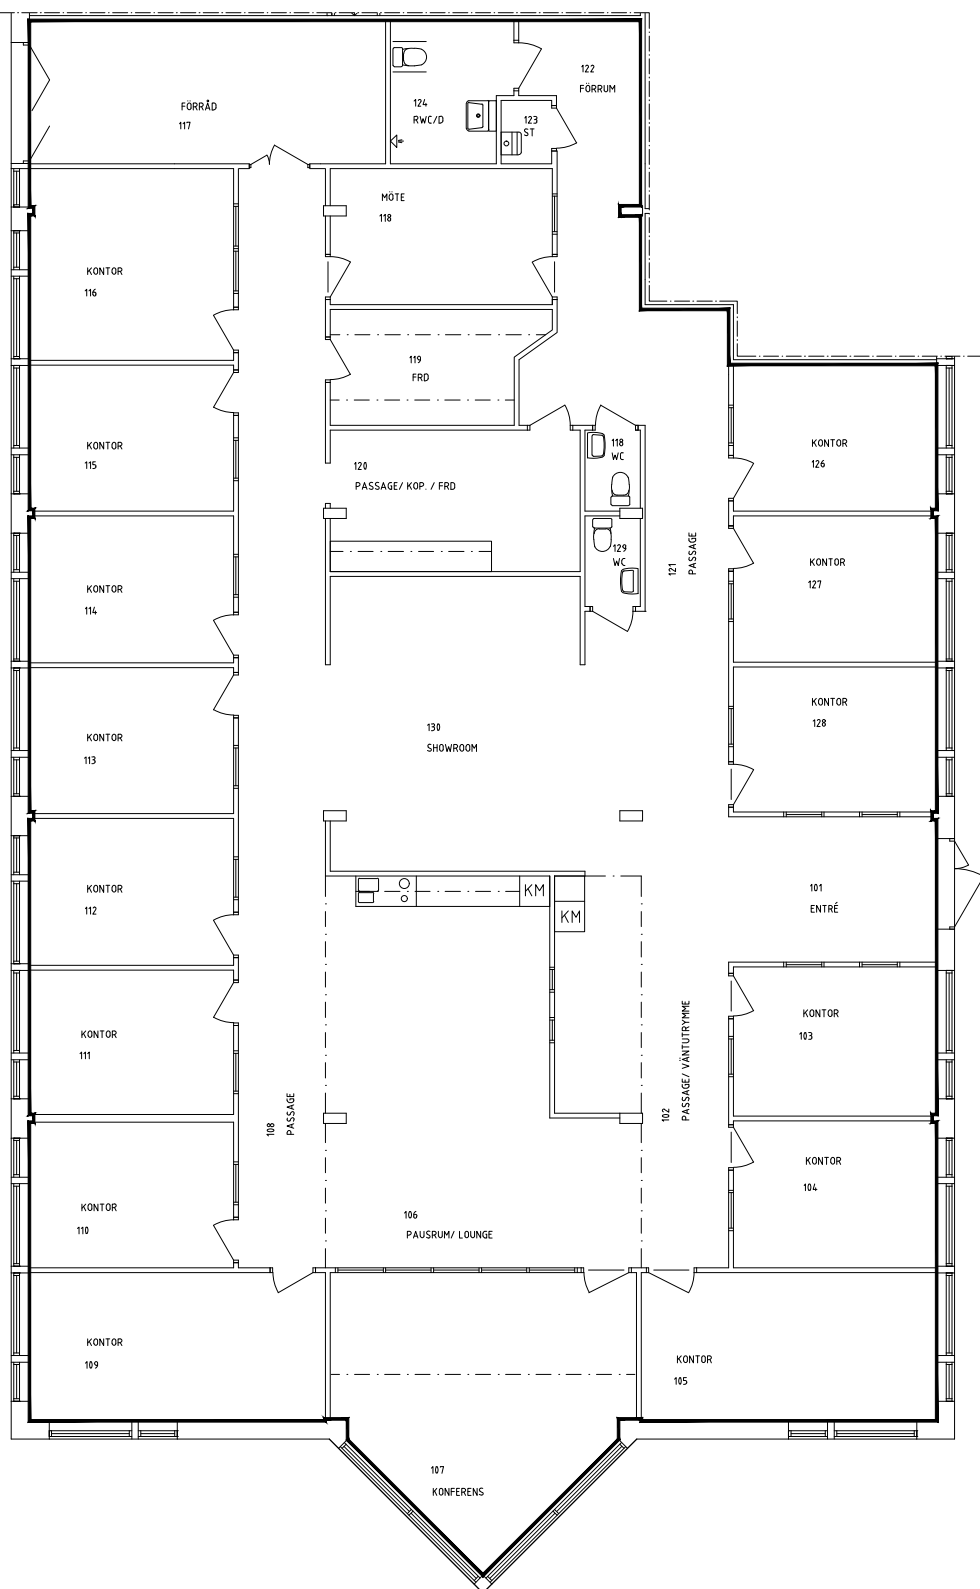 122
FÖRRUM
FÖRRÅD
117
124
RWC/D
123
ST
MÖTE
118
KONTOR
116
119
FRD
KONTOR
115
120
PASSAGE/ KOP. / FRD
118
WC
KONTOR
126
129
WC
121
PASSAGE
KONTOR
127
KONTOR
114
KONTOR
128
130
SHOWROOM
KONTOR
113
KONTOR
112
KM
KM
101
ENTRÉ
KONTOR
103
KONTOR
111
102
PASSAGE/ VÄNTUTRYMME
108
PASSAGE
KONTOR
104
KONTOR
110
106
PAUSRUM/ LOUNGE
KONTOR
109
KONTOR
105
107
KONFERENS